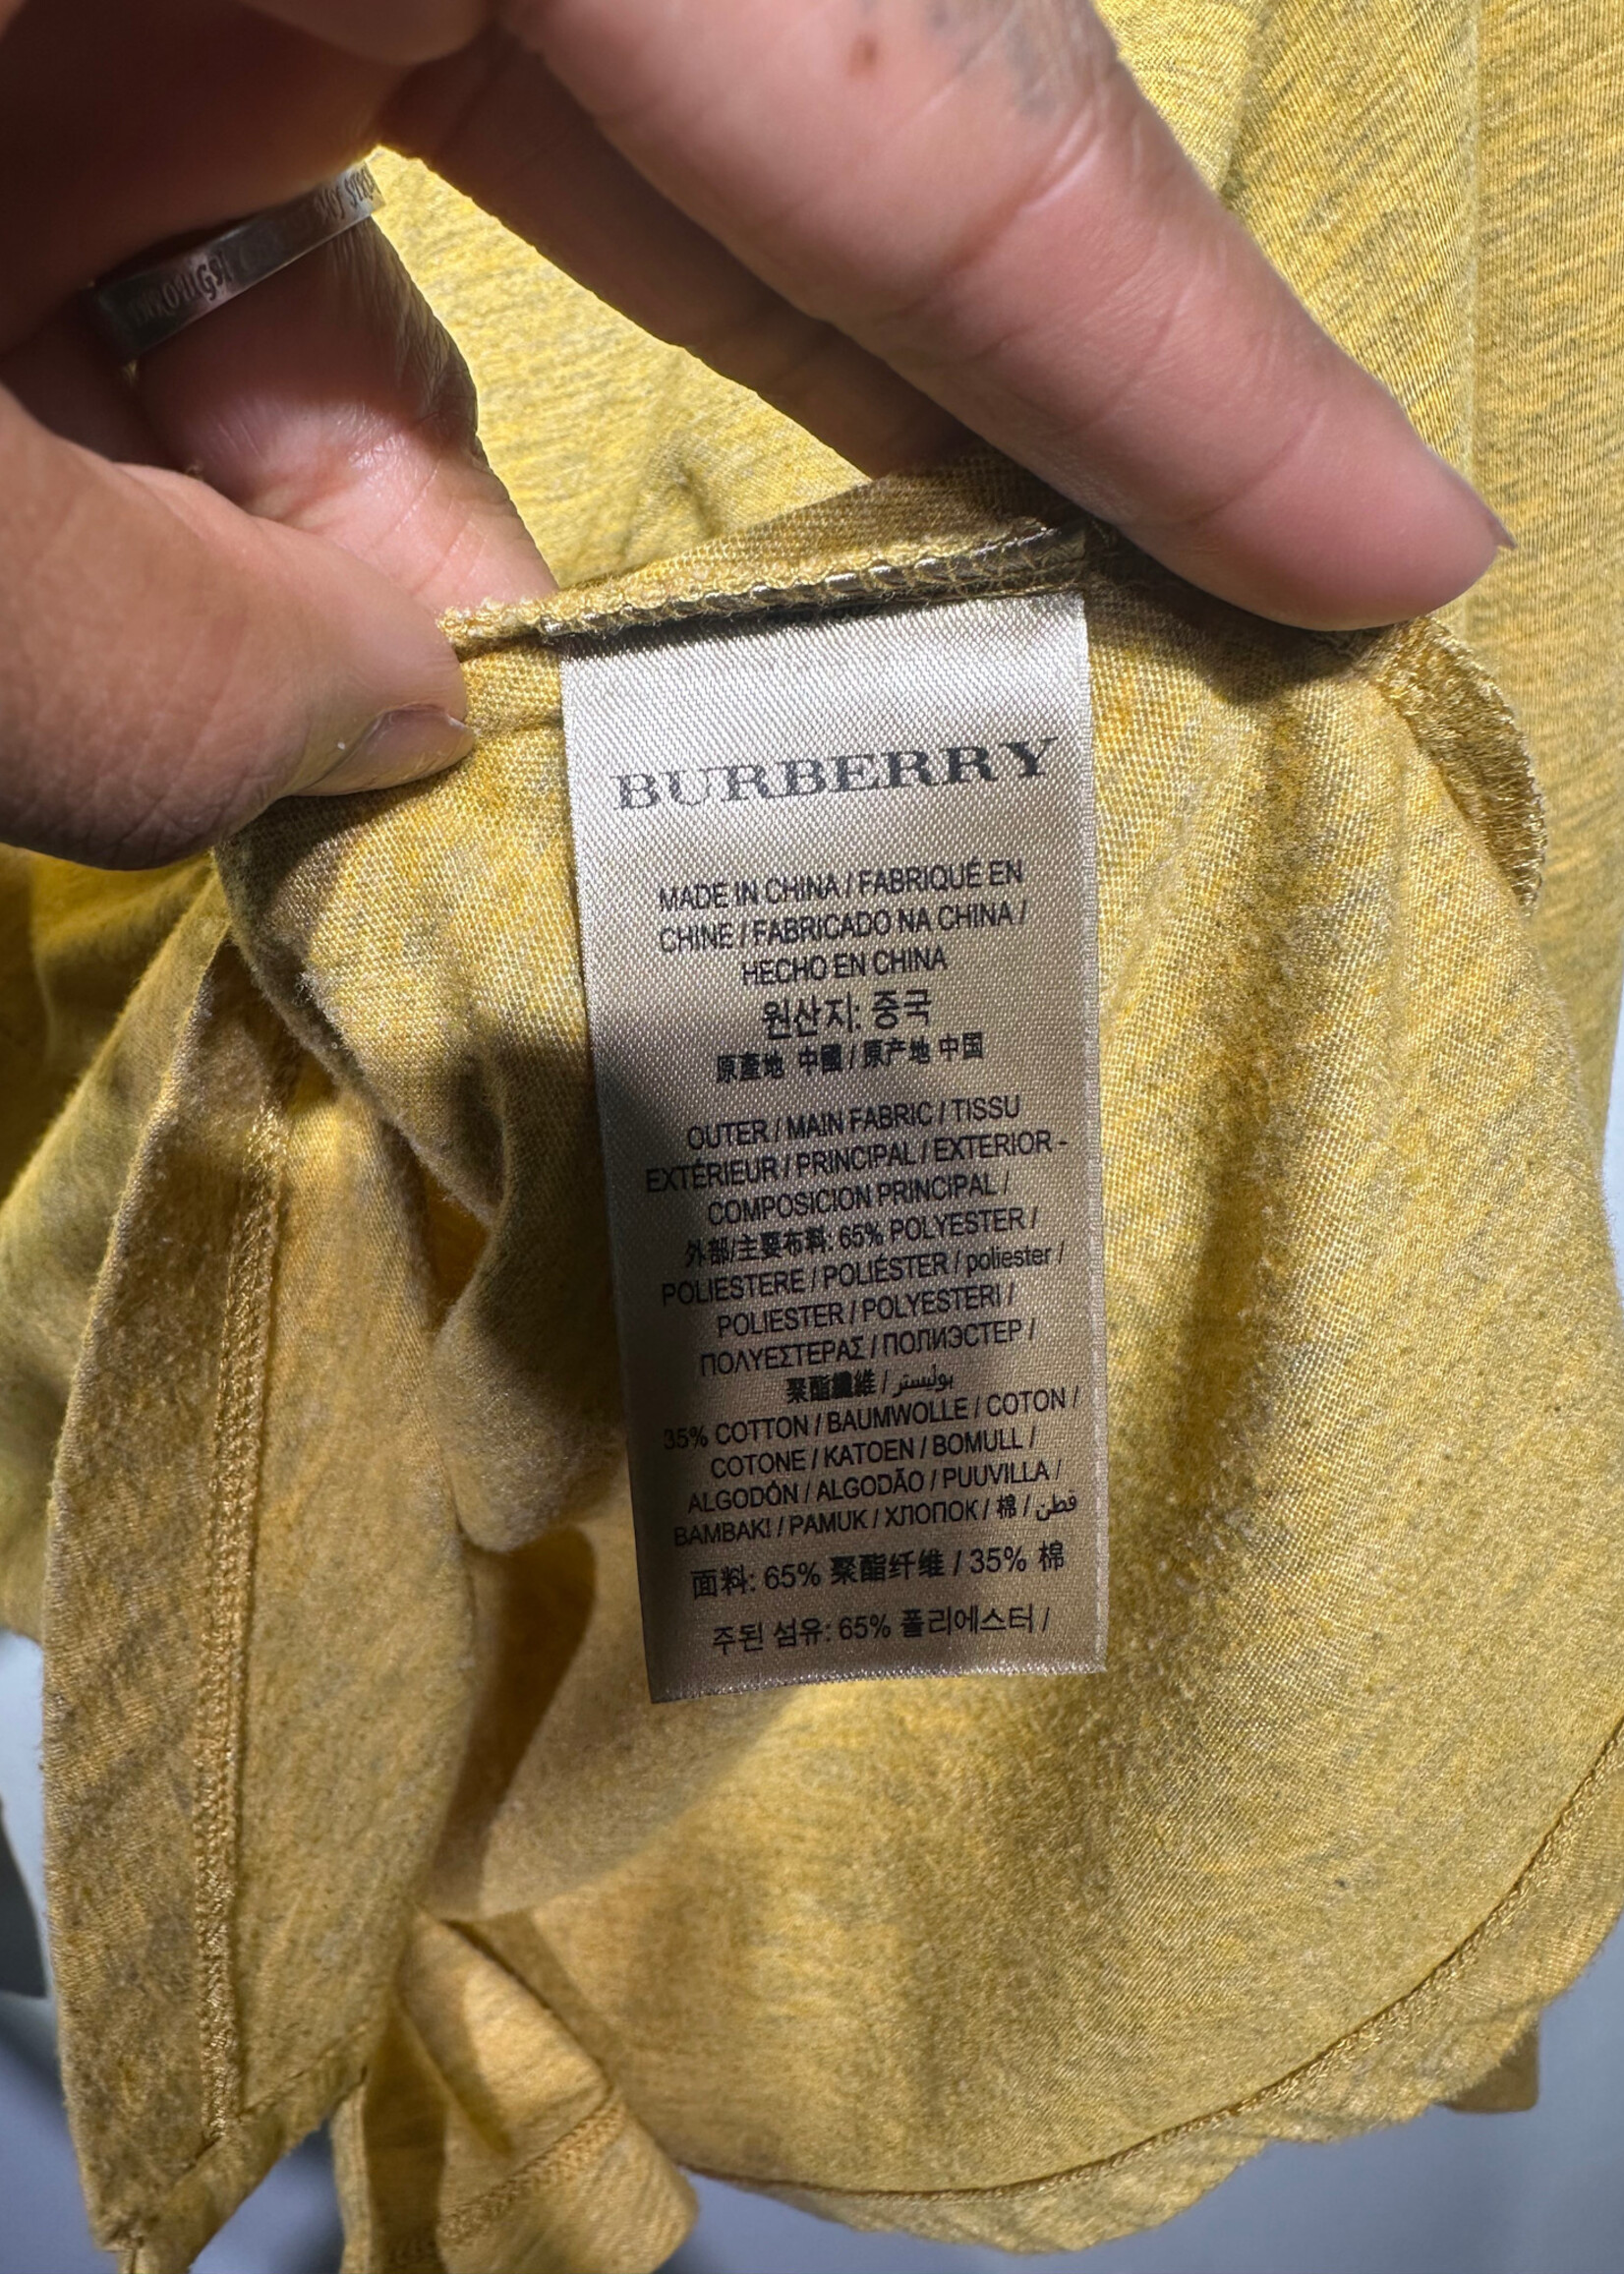 BURBERRY
MADE IN CHINA / FABRIQUÉ EN
CHINE / FABRICADO NA CHINA /
HECHO EN CHINA
원산지: 중국
原產地 中國 / 原产地 中国
OUTER / MAIN FABRIC / TISSU
EXTÉRIEUR / PRINCIPAL / EXTERIOR -
COMPOSICION PRINCIPAL /
外部/主要布料: 65% POLYESTER /
POLIESTERE / POLIÉSTER / poliester /
POLIESTER / POLYESTERI /
ΠΟΛΥΕΣΤΕΡΑΣ / ПОЛИЭСТЕР /
聚酯纖維 / بوليستر
35% COTTON / BAUMWOLLE / COTON /
COTONE / KATOEN / BOMULL /
ALGODÓN / ALGODÃO / PUUVILLA /
BAMBAKI / PAMUK / ХЛОПОК / 棉 / قطن
面料: 65% 聚酯纤维 / 35% 棉
주된 섬유: 65% 폴리에스터 /